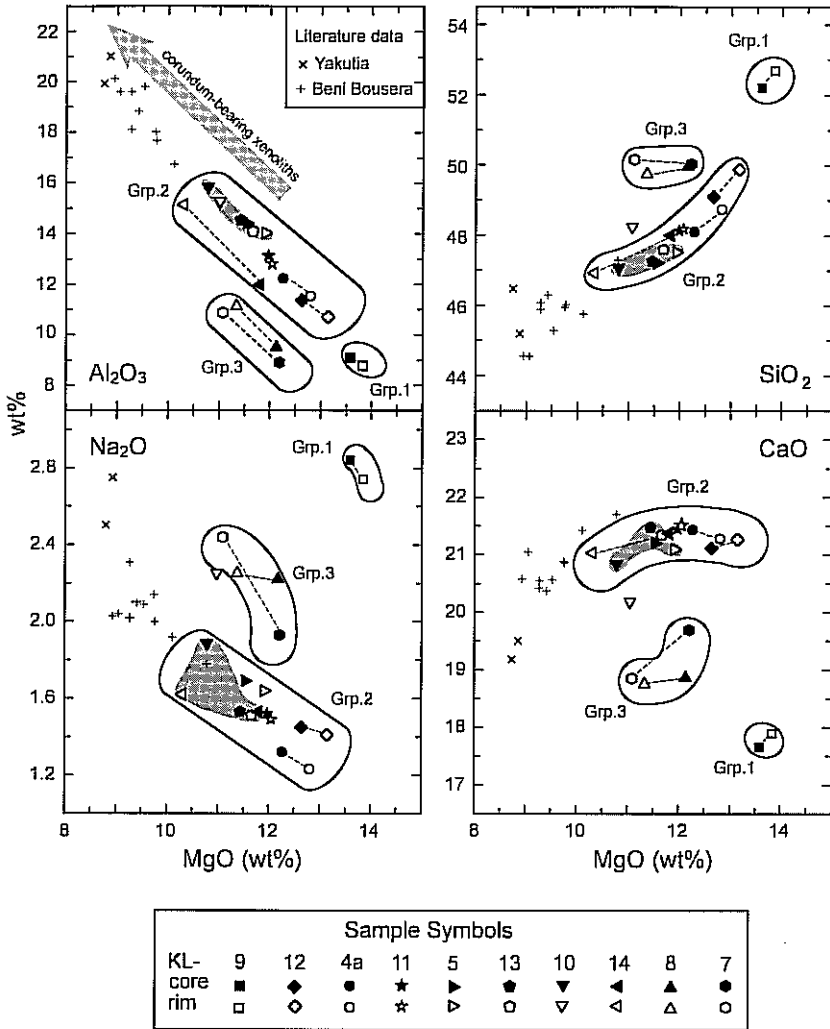 22
20
18
16
14
12
10
8
wt%
Literature data
× Yakutia
+ Beni Bousera
corundum-bearing xenoliths
Grp.2
Grp.3
Grp.1
Al₂O₃
54
52
50
48
46
44
Grp.1
Grp.3
Grp.2
SiO₂
2.8
2.4
2.0
1.6
1.2
Na₂O
Grp.1
Grp.3
Grp.2
8 10 12 14
MgO (wt%)
23
22
21
20
19
18
17
CaO
Grp.2
Grp.3
Grp.1
8 10 12 14
MgO (wt%)
Sample Symbols
KL- 9 12 4a 11 5 13 10 14 8 7
core
rim